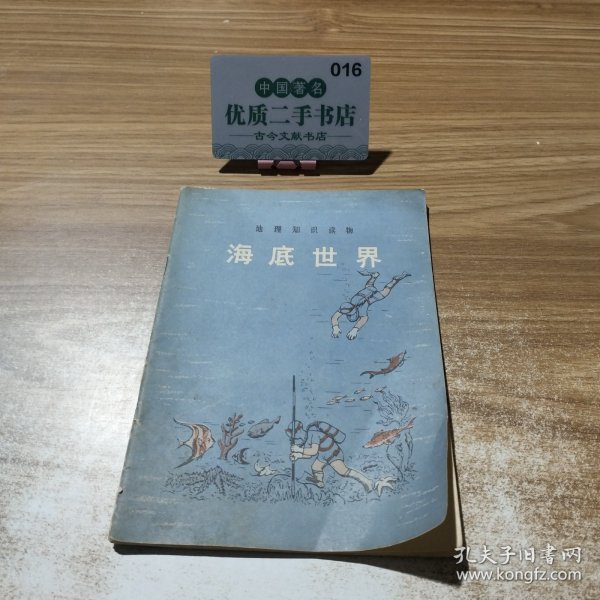 016
中国著名
优质二手书店
古今文献书店
地理知识读物
海底世界
孔夫子旧书网
www.kongfz.com